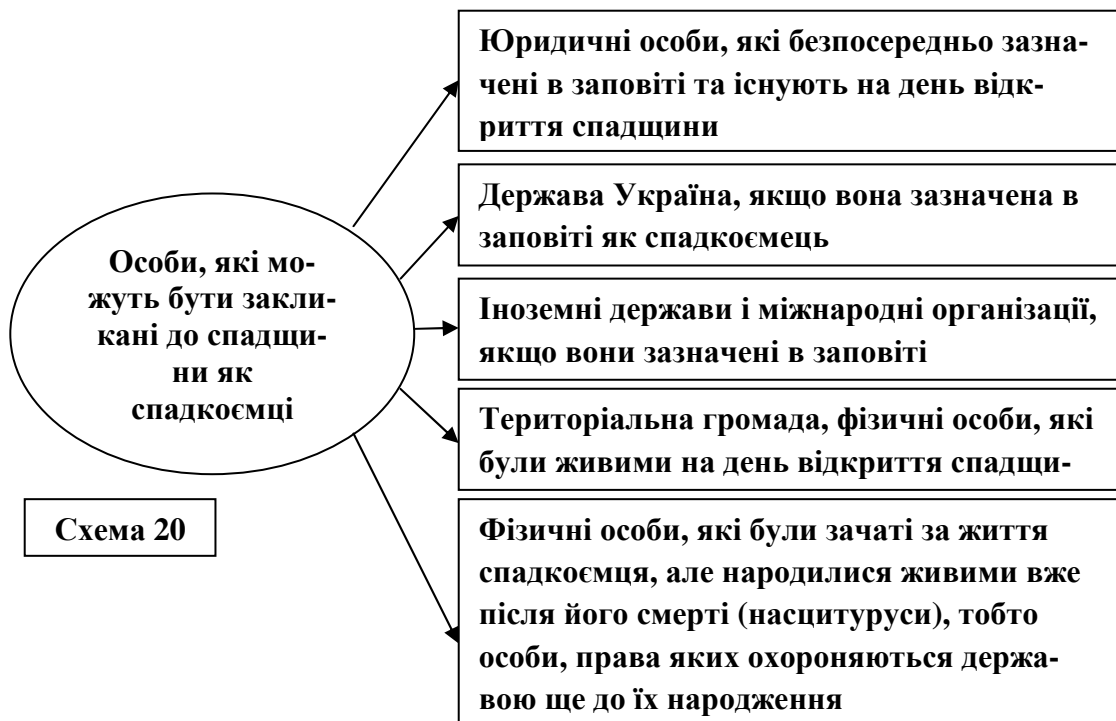 Юридичні особи, які безпосередньо зазна-
чені в заповіті та існують на день відк-
риття спадщини
Держава Україна, якщо вона зазначена в
заповіті як спадкоємець
Особи, які мо-
жуть бути закли-
кані до спадщи-
ни як
спадкоємці
Іноземні держави і міжнародні організації,
якщо вони зазначені в заповіті
Територіальна громада, фізичні особи, які
були живими на день відкриття спадщи-
Схема 20
Фізичні особи, які були зачаті за життя
спадкоємця, але народилися живими вже
після його смерті (насцитуруси), тобто
особи, права яких охороняються держа-
вою ще до їх народження